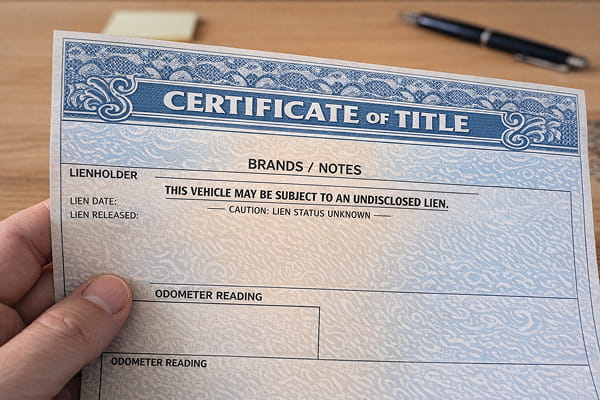 CERTIFICATE OF TITLE
BRANDS / NOTES
LIENHOLDER
THIS VEHICLE MAY BE SUBJECT TO AN UNDISCLOSED LIEN.
LIEN DATE:
CAUTION: LIEN STATUS UNKNOWN
LIEN RELEASED:
ODOMETER READING
ODOMETER READING